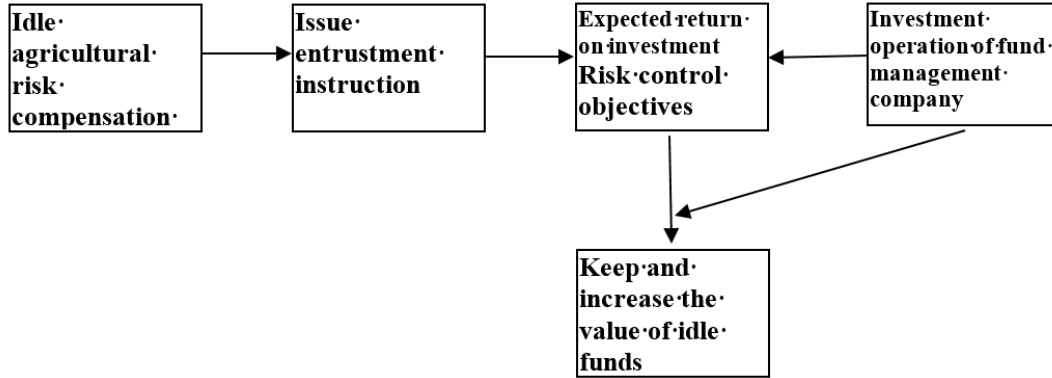 Idle
agricultural
risk
compensation
Issue
entrustment
instruction
Expected return
on investment
Risk control
objectives
Investment
operation of fund
management
company
Keep and
increase the
value of idle
funds